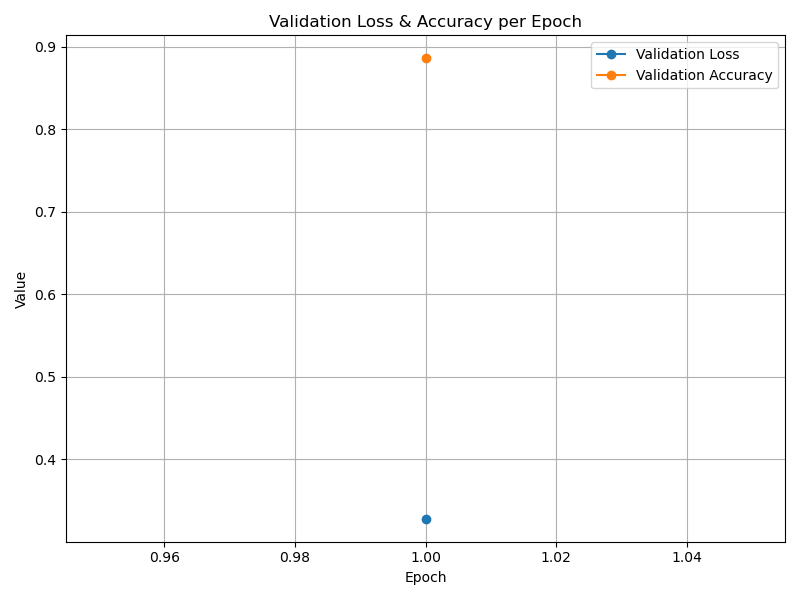 Validation Loss & Accuracy per Epoch
Validation Loss
Validation Accuracy
0.9
0.8
0.7
0.6
0.5
0.4
Value
0.96 0.98 1.00 1.02 1.04
Epoch